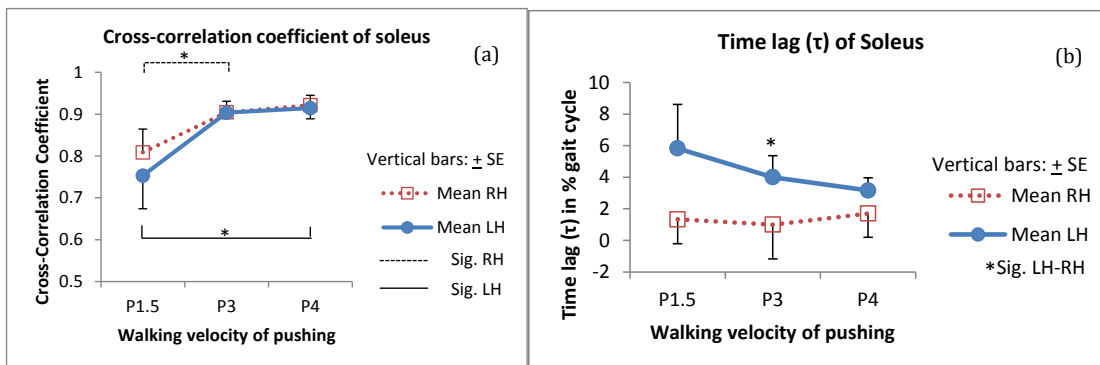 Cross-correlation coefficient of soleus
(a)
*
1
0.9
0.8
0.7
0.6
0.5
Cross-Correlation Coefficient
*
P1.5 P3 P4
Walking velocity of pushing
Vertical bars: + SE
Mean RH
Mean LH
Sig. RH
Sig. LH
Time lag (τ) of Soleus
(b)
10
8
6
4
2
0
-2
Time lag (τ) in % gait cycle
*
P1.5 P3 P4
Walking velocity of pushing
Vertical bars: + SE
Mean RH
Mean LH
*Sig. LH-RH